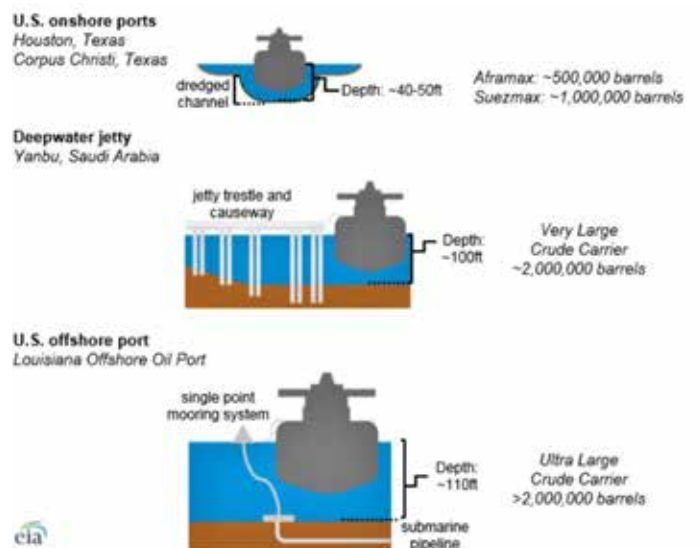 U.S. onshore ports
Houston, Texas
Corpus Christi, Texas
dredged
channel
Depth: ~40-50ft
Aframax: ~500,000 barrels
Suezmax: ~1,000,000 barrels
Deepwater jetty
Yanbu, Saudi Arabia
jetty trestle and
causeway
Depth:
~100ft
Very Large
Crude Carrier
~2,000,000 barrels
U.S. offshore port
Louisiana Offshore Oil Port
single point
mooring system
Depth:
~110ft
Ultra Large
Crude Carrier
>2,000,000 barrels
submarine
pipeline
eia